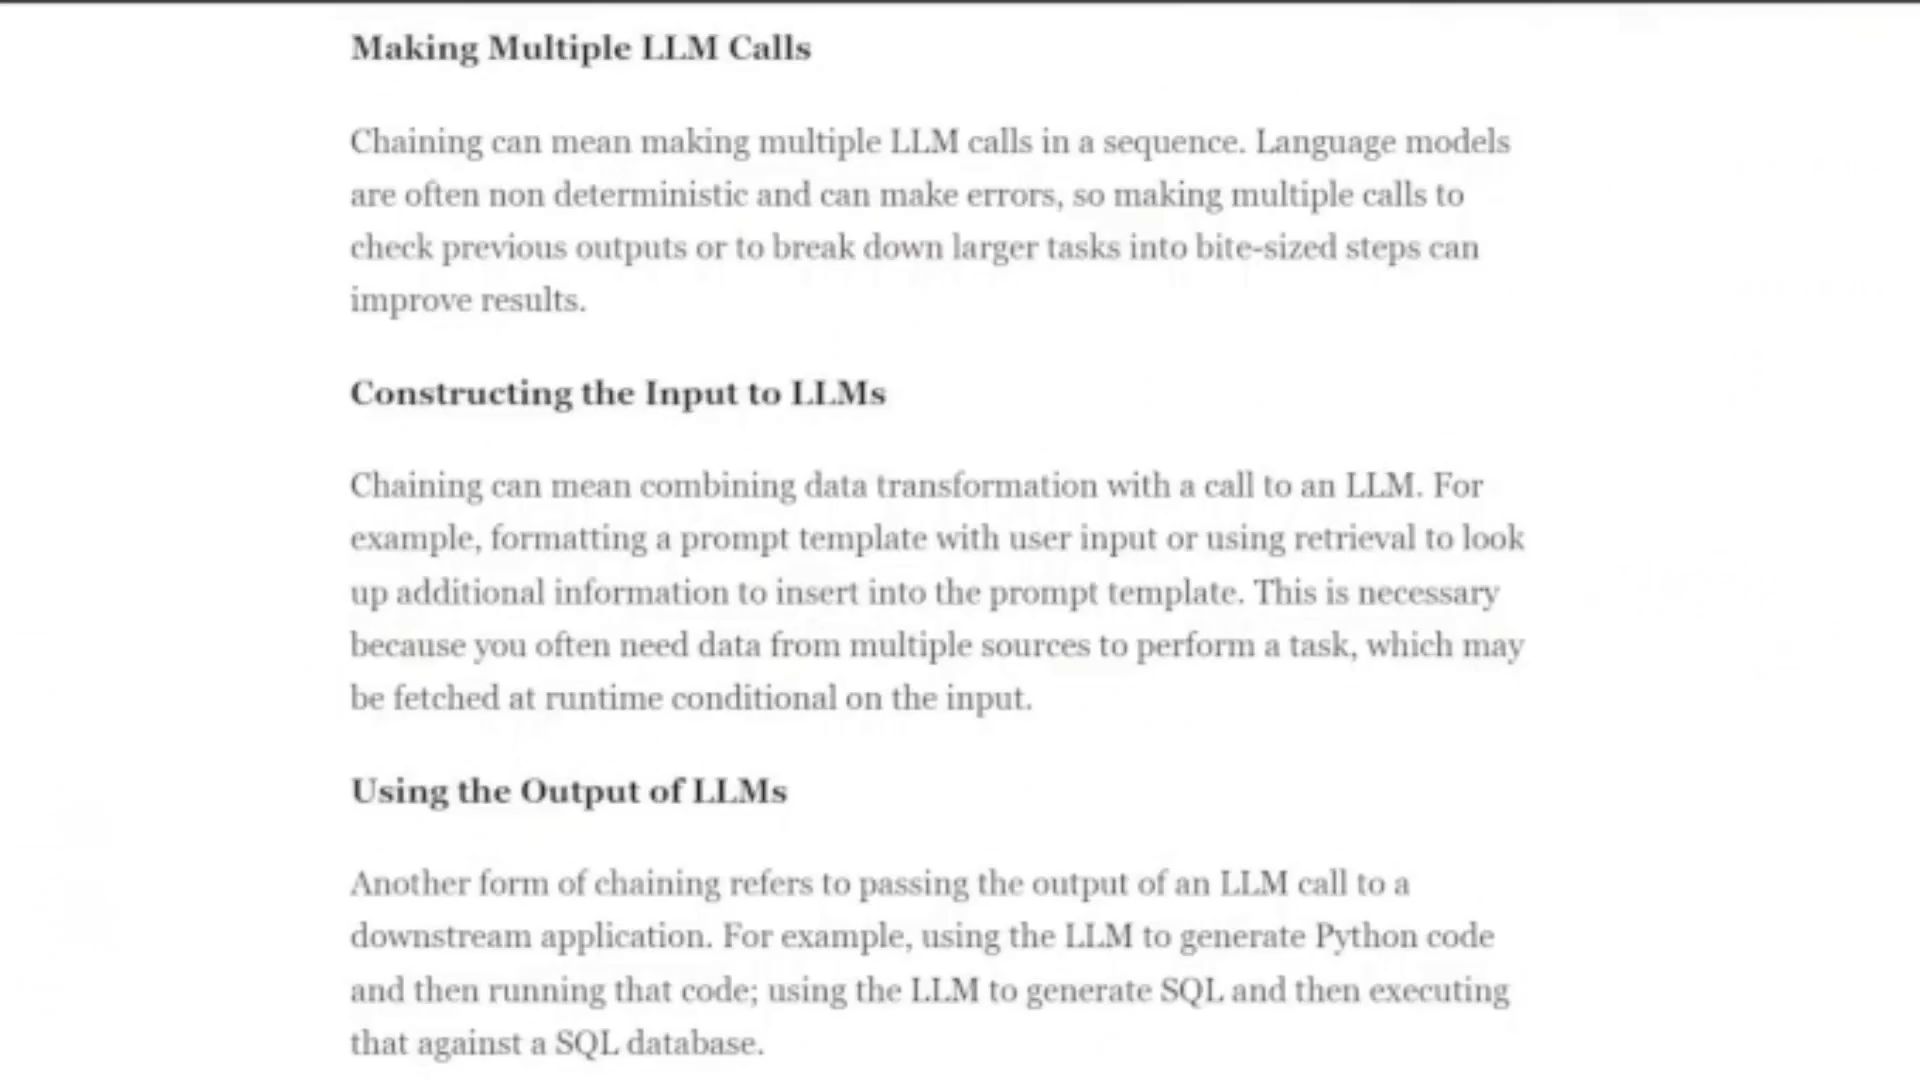 Making Multiple LLM Calls
Chaining can mean making multiple LLM calls in a sequence. Language models
are often non deterministic and can make errors, so making multiple calls to
check previous outputs or to break down larger tasks into bite-sized steps can
improve results.
Constructing the Input to LLMs
Chaining can mean combining data transformation with a call to an LLM. For
example, formatting a prompt template with user input or using retrieval to look
up additional information to insert into the prompt template. This is necessary
because you often need data from multiple sources to perform a task, which may
be fetched at runtime conditional on the input.
Using the Output of LLMs
Another form of chaining refers to passing the output of an LLM call to a
downstream application. For example, using the LLM to generate Python code
and then running that code; using the LLM to generate SQL and then executing
that against a SQL database.